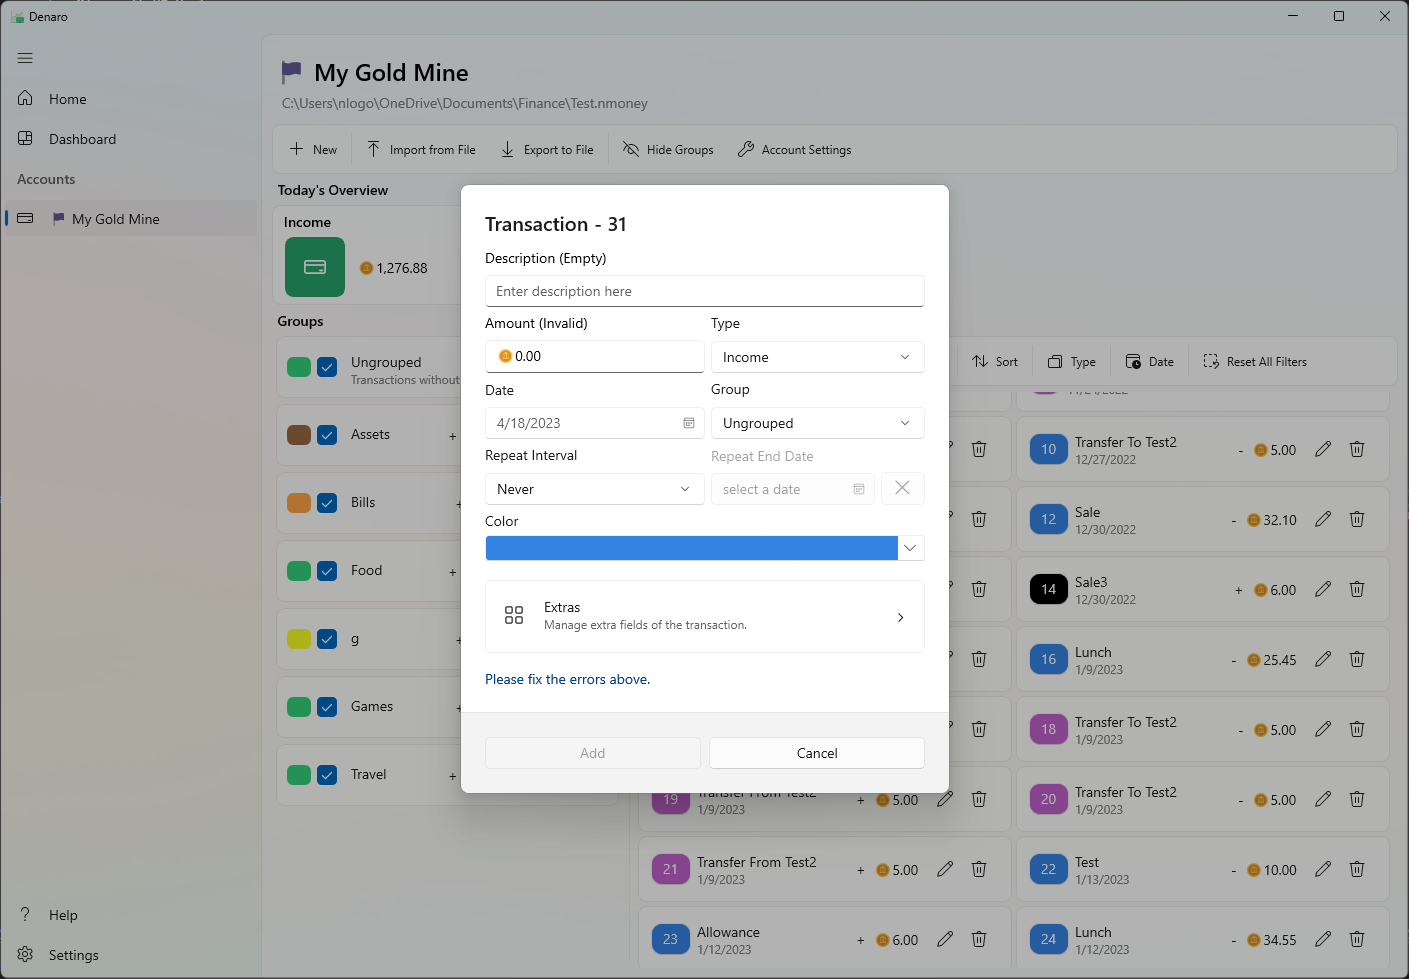 Denaro
Home
Dashboard
Accounts
My Gold Mine
Help
Settings
My Gold Mine
C:\Users\nlogo\OneDrive\Documents\Finance\Test.nmoney
New
Import from File
Export to File
Hide Groups
Account Settings
Today's Overview
Income
1,276.88
Groups
Ungrouped
Transactions without
Assets +
Bills +
Food +
g +
Games +
Travel +
Transaction - 31
Description (Empty)
Enter description here
Amount (Invalid) Type
0.00 Income
Date Group
4/18/2023 Ungrouped
Repeat Interval Repeat End Date
Never select a date
Color
Extras
Manage extra fields of the transaction.
Please fix the errors above.
Add Cancel
Sort Type Date Reset All Filters
10 Transfer To Test2 - 5.00
12/27/2022
12 Sale - 32.10
12/30/2022
14 Sale3 + 6.00
12/30/2022
16 Lunch - 25.45
1/9/2023
18 Transfer To Test2 - 5.00
1/9/2023
19 Transfer From Test2 + 5.00
1/9/2023
20 Transfer To Test2 - 5.00
1/9/2023
21 Transfer From Test2 + 5.00
1/9/2023
22 Test - 10.00
1/13/2023
23 Allowance + 6.00
1/12/2023
24 Lunch - 34.55
1/12/2023